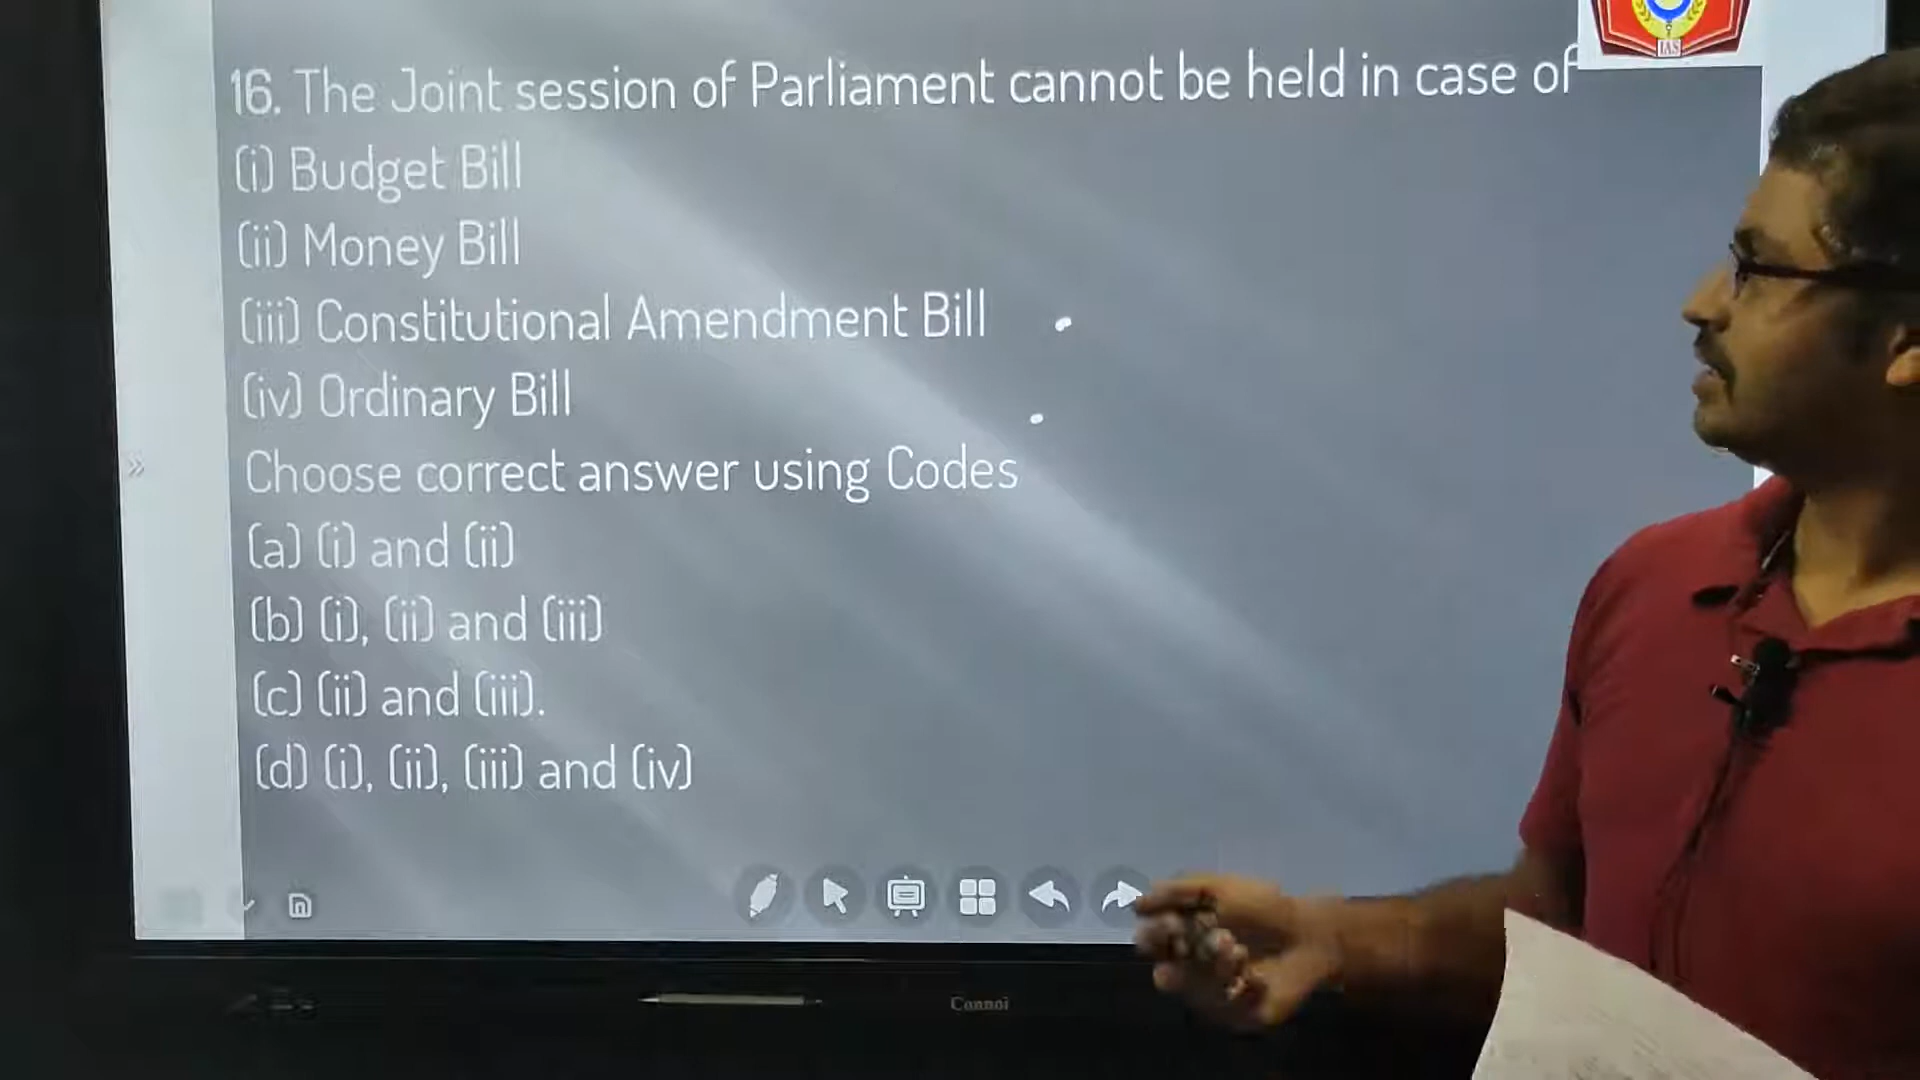 IAS
16. The Joint session of Parliament cannot be held in case of
(i) Budget Bill
(ii) Money Bill
(iii) Constitutional Amendment Bill
(iv) Ordinary Bill
Choose correct answer using Codes
(a) (i) and (ii)
(b) (i), (ii) and (iii)
(c) (ii) and (iii).
(d) (i), (ii), (iii) and (iv)